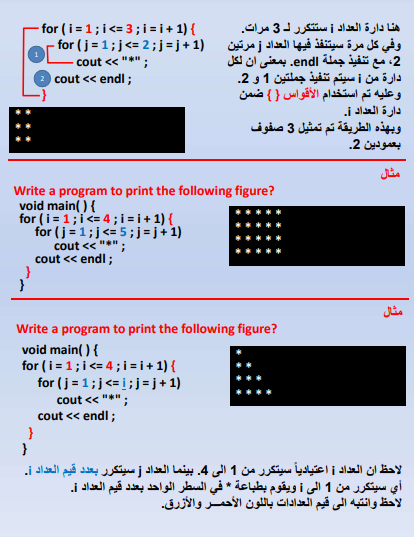 for ( i = 1 ; i <= 3 ; i = i + 1) {
for ( j = 1 ; j <= 2 ; j = j + 1)
1
cout << "*" ;
2
cout << endl ;
}
هنا دارة العداد i ستتكرر لـ 3 مرات.
وفي كل مرة سيتنفذ فيها العداد j مرتين
2، مع تنفيذ جملة endl. بمعنى ان لكل
دارة من i سيتم تنفيذ جملتين 1 و 2.
وعليه تم استخدام الأقواس { } ضمن
دارة العداد i.
وبهذه الطريقة تم تمثيل 3 صفوف
بعمودين 2.
* *
* *
* *
مثال
Write a program to print the following figure?
void main( ) {
for ( i = 1 ; i <= 4 ; i = i + 1) {
for ( j = 1 ; j <= 5 ; j = j + 1)
cout << "*" ;
cout << endl ;
}
}
* * * * *
* * * * *
* * * * *
* * * * *
مثال
Write a program to print the following figure?
void main( ) {
for ( i = 1 ; i <= 4 ; i = i + 1) {
for ( j = 1 ; j <= i ; j = j + 1)
cout << "*" ;
cout << endl ;
}
}
*
* *
* * *
* * * *
لاحظ ان العداد i اعتيادياً سيتكرر من 1 الى 4. بينما العداد j سيتكرر بعدد قيم العداد i.
أي سيتكرر من 1 الى i ويقوم بطباعة * في السطر الواحد بعدد قيم العداد i.
لاحظ وانتبه الى قيم العدادات باللون الأحمـــر والأزرق.